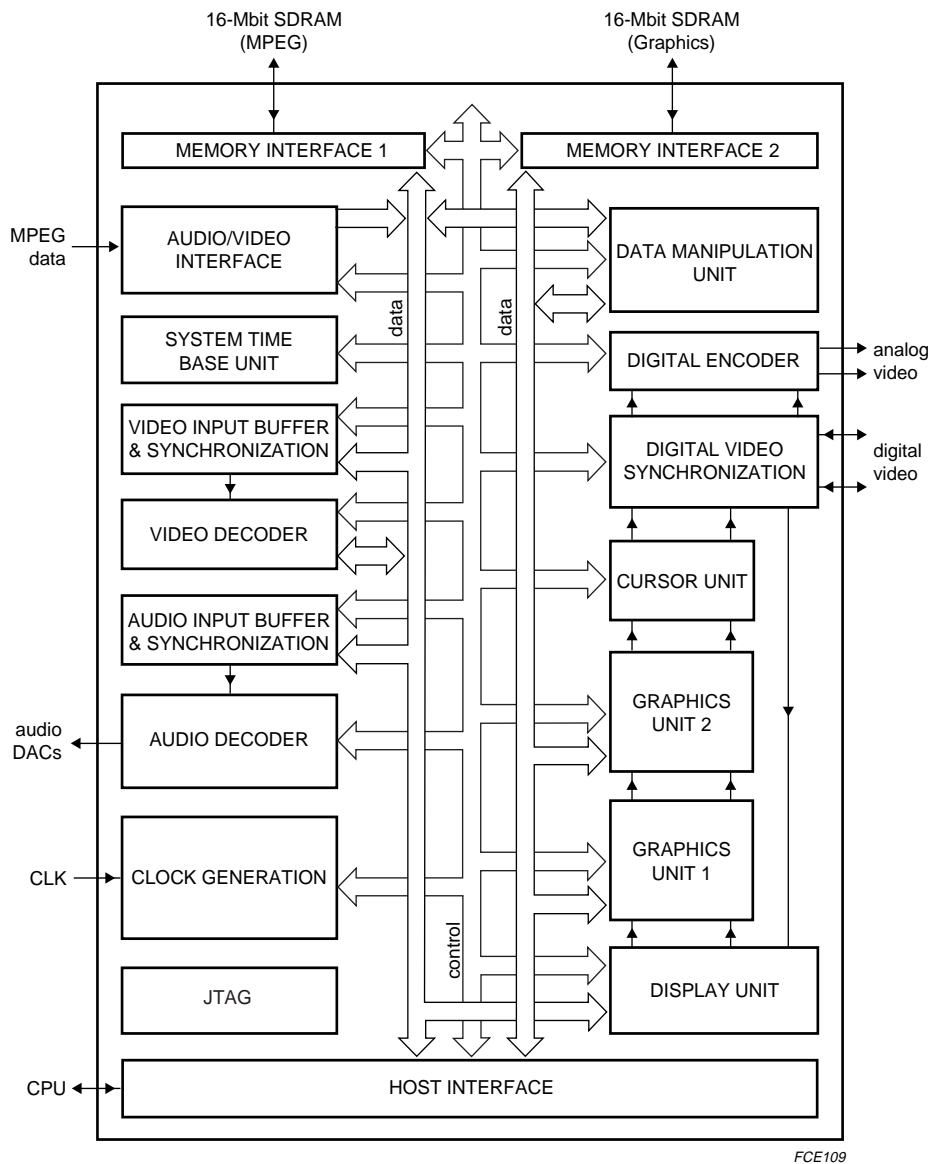 16-Mbit SDRAM
(MPEG)
16-Mbit SDRAM
(Graphics)
MEMORY INTERFACE 1
MEMORY INTERFACE 2
MPEG
data
AUDIO/VIDEO
INTERFACE
DATA MANIPULATION
UNIT
data
data
SYSTEM TIME
BASE UNIT
DIGITAL ENCODER
analog
video
VIDEO INPUT BUFFER
& SYNCHRONIZATION
DIGITAL VIDEO
SYNCHRONIZATION
digital
video
VIDEO DECODER
CURSOR UNIT
AUDIO INPUT BUFFER
& SYNCHRONIZATION
GRAPHICS
UNIT 2
audio
DACs
AUDIO DECODER
GRAPHICS
UNIT 1
CLK
CLOCK GENERATION
control
JTAG
DISPLAY UNIT
CPU
HOST INTERFACE
FCE109